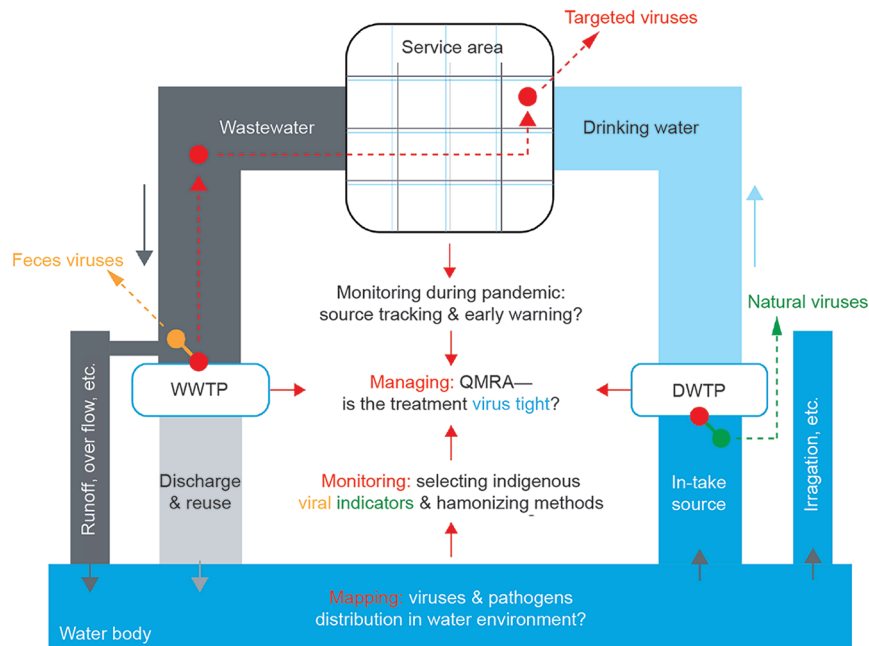 Targeted viruses
Service area
Wastewater
Drinking water
Feces viruses
Natural viruses
Monitoring during pandemic:
source tracking & early warning?
WWTP
Managing: QMRA—
is the treatment virus tight?
DWTP
Runoff, over flow, etc.
Discharge
& reuse
Monitoring: selecting indigenous
viral indicators & hamonizing methods
In-take
source
Irragation, etc.
Mapping: viruses & pathogens
distribution in water environment?
Water body